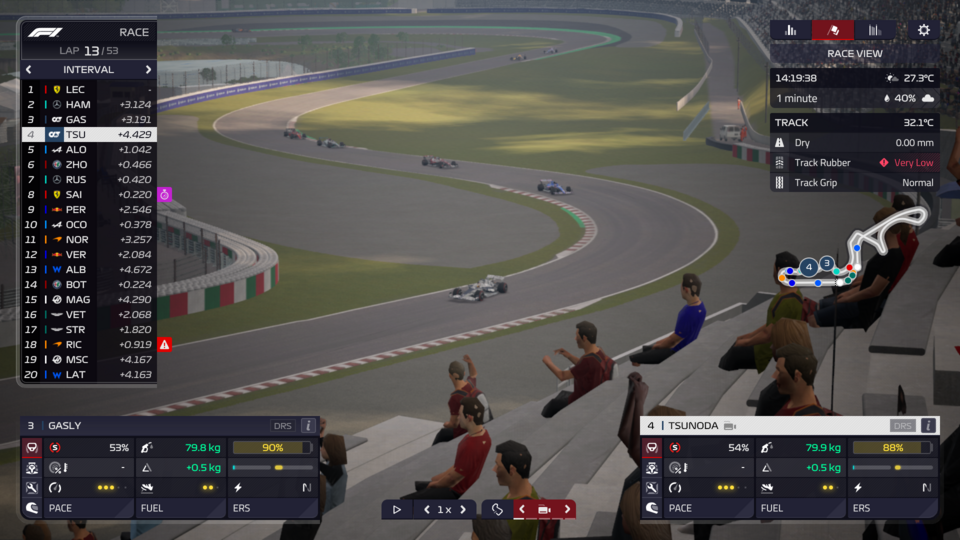 F1 RACE
LAP 13 / 53
INTERVAL
1 LEC -
2 HAM +3.124
3 GAS +3.191
4 TSU +4.429
5 ALO +1.042
6 ZHO +0.466
7 RUS +0.420
8 SAI +0.220
9 PER +2.546
10 OCO +0.378
11 NOR +3.257
12 VER +2.084
13 ALB +4.672
14 BOT +0.224
15 MAG +4.290
16 VET +2.068
17 STR +1.820
18 RIC +0.919
19 MSC +4.167
20 LAT +4.163
RACE VIEW
14:19:38 27.3°C
1 minute 40%
TRACK 32.1°C
Dry 0.00 mm
Track Rubber Very Low
Track Grip Normal
4 3
3 GASLY DRS i
S 53% 79.8 kg 90%
- +0.5 kg
N
PACE FUEL ERS
1x
4 TSUNODA DRS i
S 54% 79.9 kg 88%
- +0.5 kg
N
PACE FUEL ERS